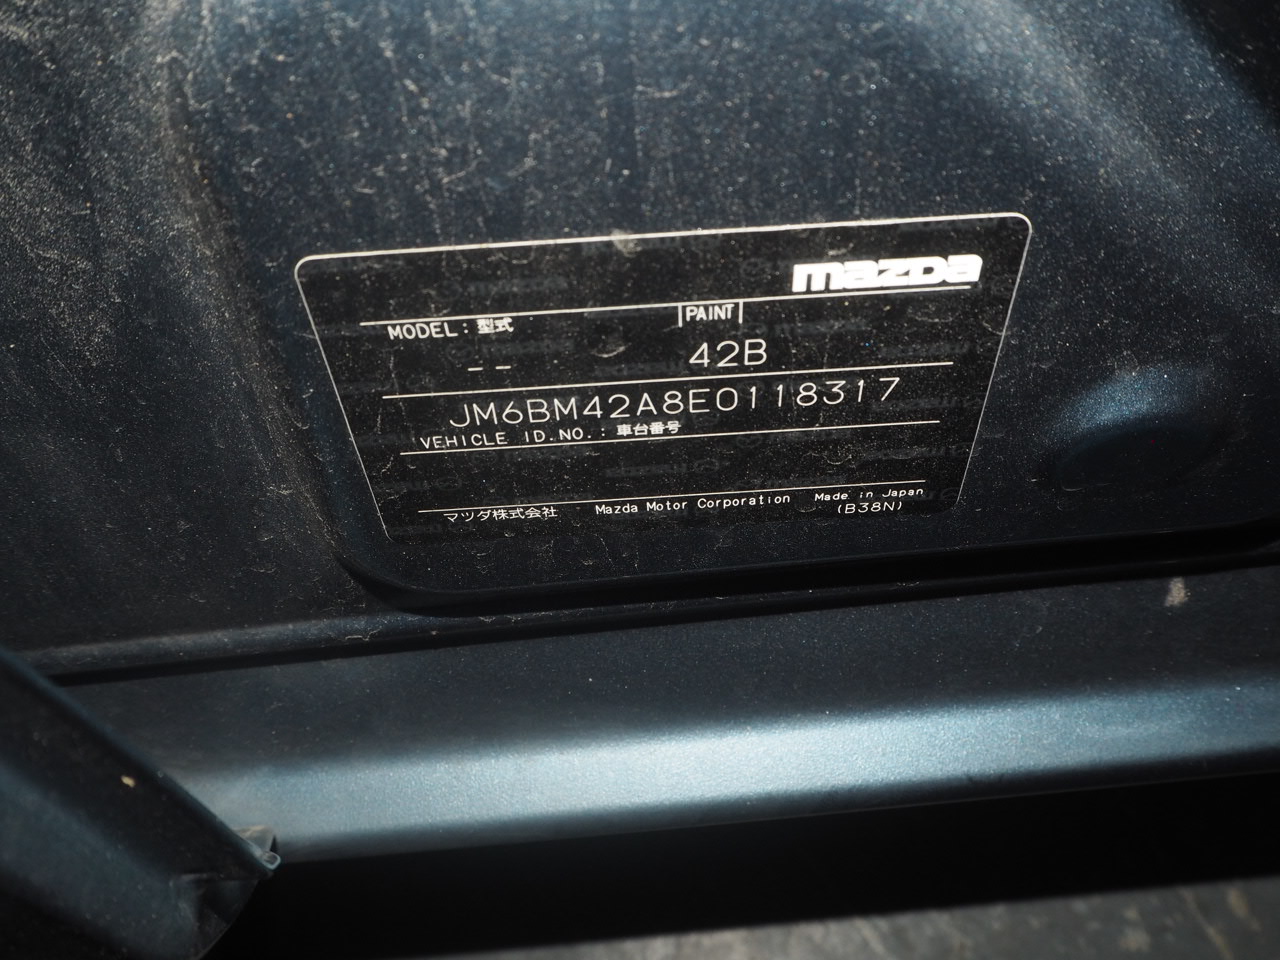 mazda
MODEL: 型式 PAINT
-- 42B
JM6BM42A8E0118317
VEHICLE ID.NO.: 車台番号
マツダ株式会社 Mazda Motor Corporation Made in Japan
(B38N)